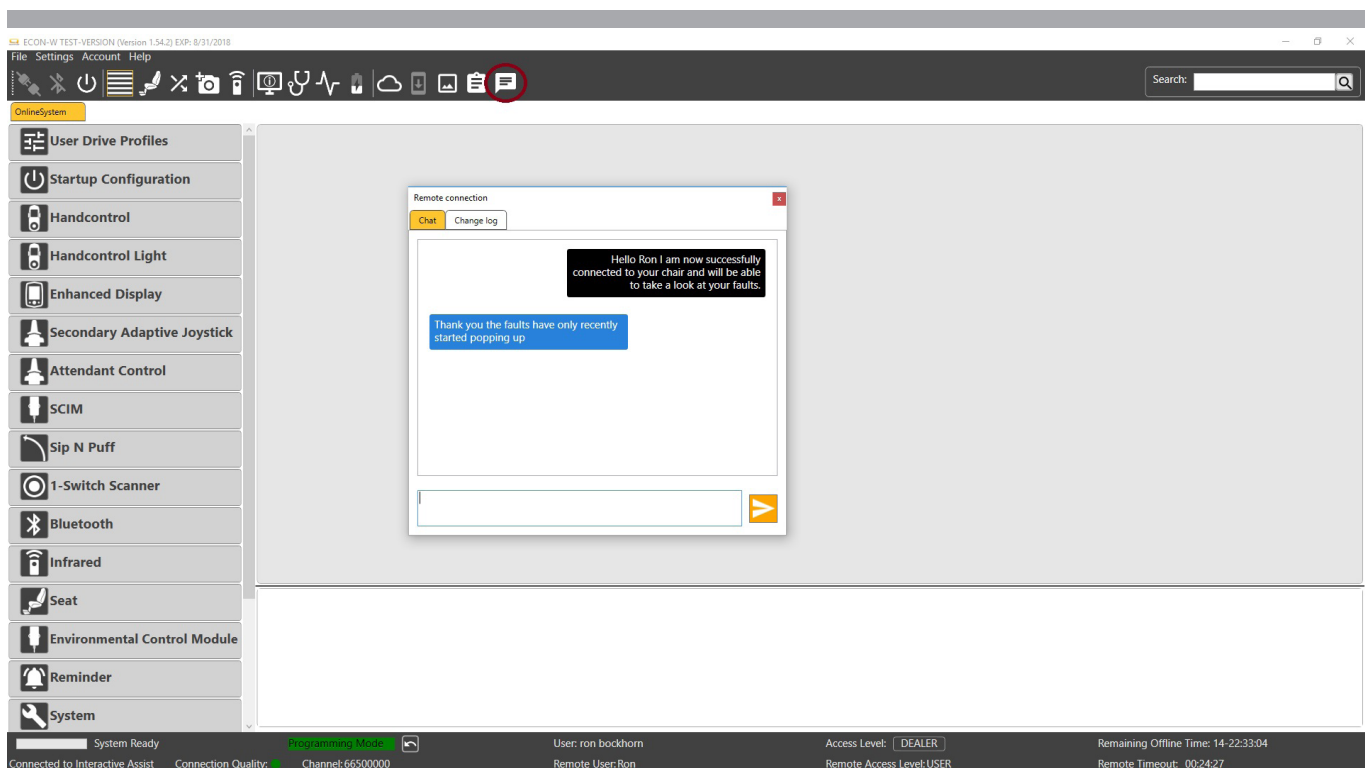 ECON-W TEST-VERSION (Version 1.54.2) EXP: 8/31/2018
File Settings Account Help
Search:
OnlineSystem
User Drive Profiles
Startup Configuration
Handcontrol
Handcontrol Light
Enhanced Display
Secondary Adaptive Joystick
Attendant Control
SCIM
Sip N Puff
1-Switch Scanner
Bluetooth
Infrared
Seat
Environmental Control Module
Reminder
System
Remote connection
x
Chat Change log
Hello Ron I am now successfully
connected to your chair and will be able
to take a look at your faults.
Thank you the faults have only recently
started popping up
System Ready Programming Mode User: ron bockhorn Access Level: DEALER Remaining Offline Time: 14-22:33:04
Connected to Interactive Assist Connection Quality: Channel:66500000 Remote User:Ron Remote Access Level:USER Remote Timeout: 00:24:27